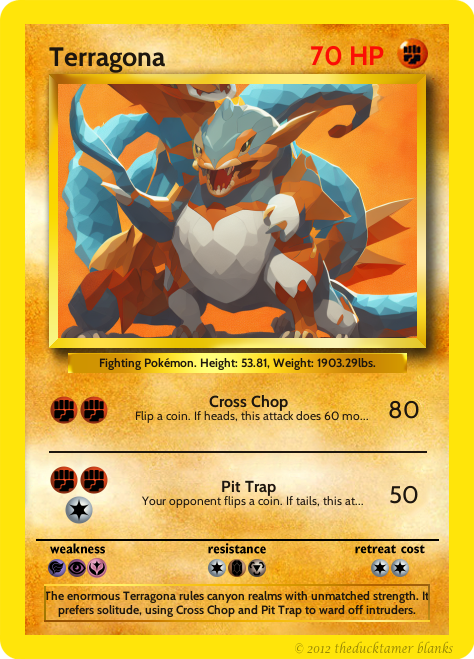 Terragona 70 HP
Fighting Pokémon. Height: 53.81, Weight: 1903.29lbs.
Cross Chop
Flip a coin. If heads, this attack does 60 mo... 80
Pit Trap
Your opponent flips a coin. If tails, this at... 50
weakness resistance retreat cost
The enormous Terragona rules canyon realms with unmatched strength. It
prefers solitude, using Cross Chop and Pit Trap to ward off intruders.
© 2012 theducktamer blanks